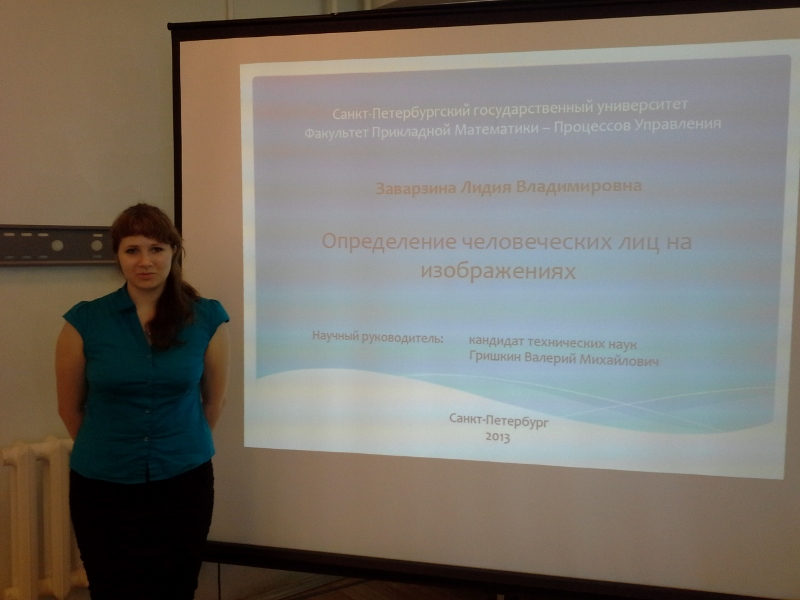 Санкт-Петербургский государственный университет
Факультет Прикладной Математики – Процессов Управления
Заварзина Лидия Владимировна
Определение человеческих лиц на
изображениях
Научный руководитель: кандидат технических наук
Гришкин Валерий Михайлович
Санкт-Петербург
2013